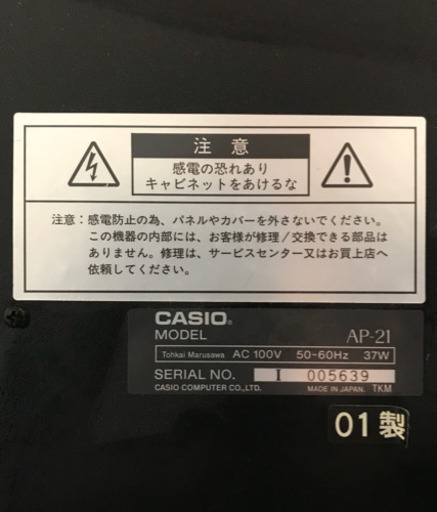 注意
感電の恐れあり
キャビネットをあけるな
注意：感電防止の為、パネルやカバーを外さないでください。
この機器の内部には、お客様が修理／交換できる部品は
ありません。修理は、サービスセンター又はお買上店へ
依頼してください。
CASIO®
MODEL AP-21
Tohkai Marusawa AC 100V 50-60Hz 37W
SERIAL NO. I 005639
CASIO COMPUTER CO., LTD. MADE IN JAPAN. TKM
01製